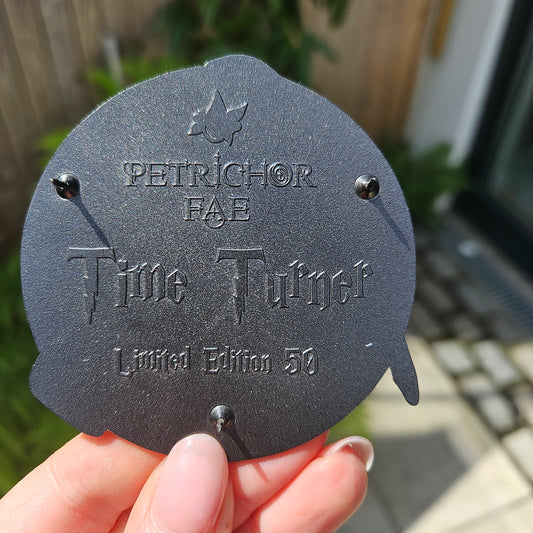 PETRICHOR
FAE
Time Turner
Limited Edition 50